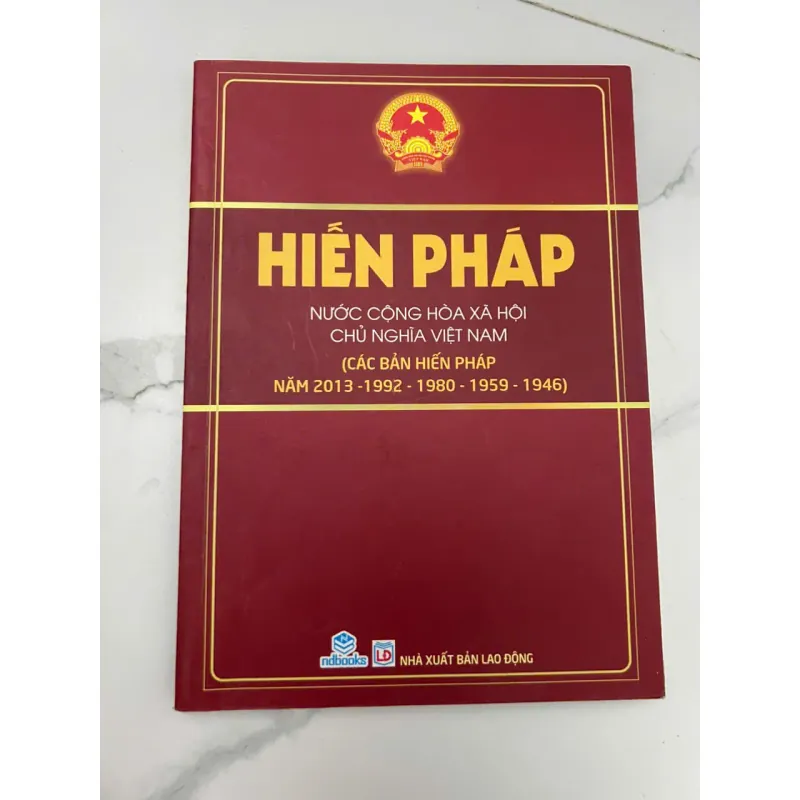 HIẾN PHÁP
NƯỚC CỘNG HÒA XÃ HỘI
CHỦ NGHĨA VIỆT NAM
(CÁC BẢN HIẾN PHÁP
NĂM 2013 -1992 - 1980 - 1959 - 1946)
ndbooks LĐ NHÀ XUẤT BẢN LAO ĐỘNG